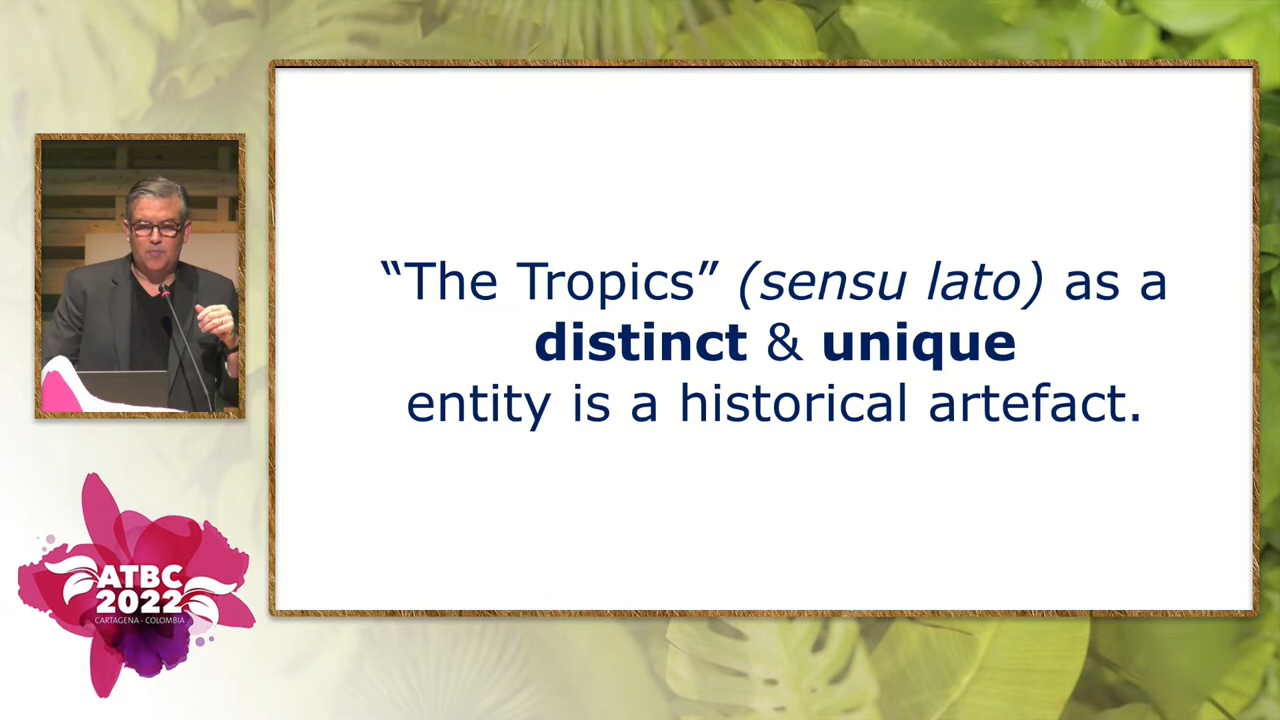 “The Tropics” (sensu lato) as a
distinct & unique
entity is a historical artefact.
ATBC
2022
CARTAGENA - COLOMBIA